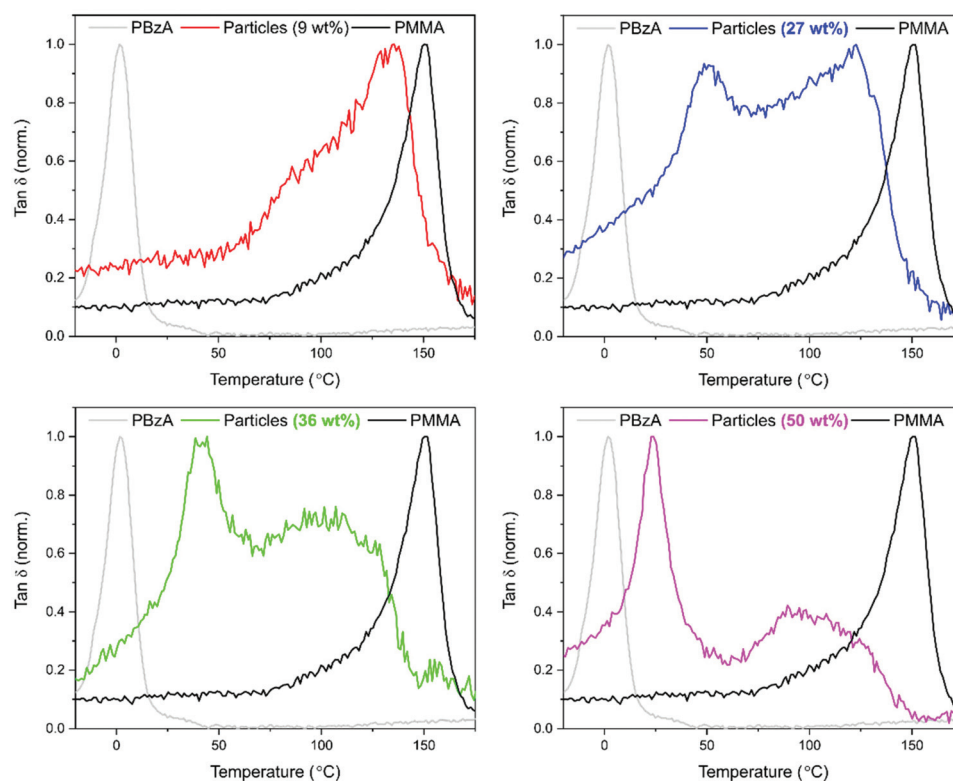 PBzA Particles (9 wt%) PMMA
1.0
0.8
0.6
0.4
0.2
0.0
Tan δ (norm.)
0 50 100 150
Temperature (°C)
PBzA Particles (27 wt%) PMMA
1.0
0.8
0.6
0.4
0.2
0.0
Tan δ (norm.)
0 50 100 150
Temperature (°C)
PBzA Particles (36 wt%) PMMA
1.0
0.8
0.6
0.4
0.2
0.0
Tan δ (norm.)
0 50 100 150
Temperature (°C)
PBzA Particles (50 wt%) PMMA
1.0
0.8
0.6
0.4
0.2
0.0
Tan δ (norm.)
0 50 100 150
Temperature (°C)